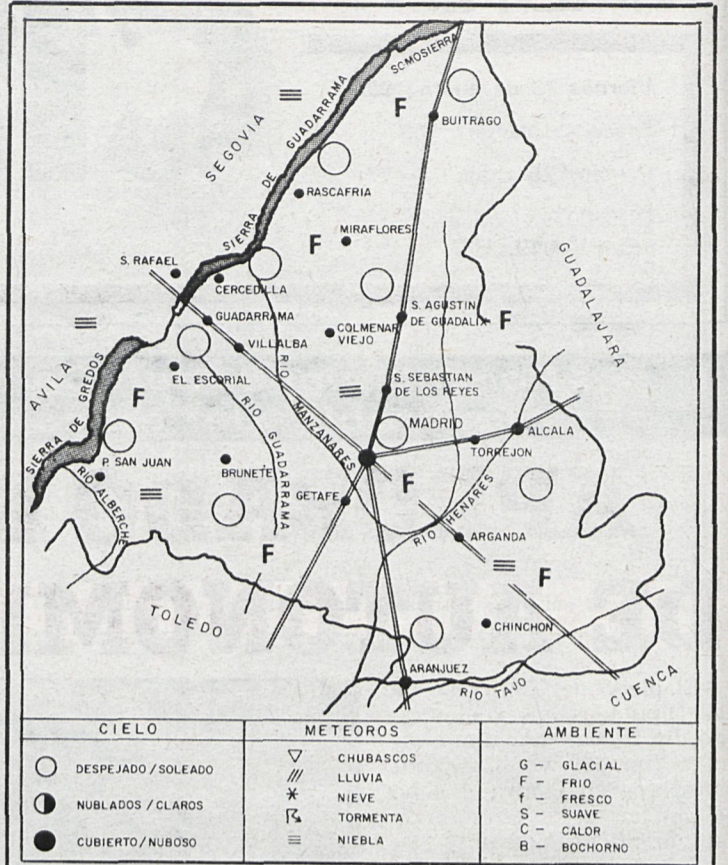 SOMOSIERRA
SIERRA DE GUADARRAMA
SEGOVIA
F
BUITRAGO
RASCAFRIA
MIRAFLORES
F
S. RAFAEL
CERCEDILLA
GUADALAJARA
S. AGUSTIN
DE GUADALIX
F
GUADARRAMA
COLMENAR
VIEJO
VILLALBA
AVILA
SIERRA DE GREDOS
EL ESCORIAL
RIO MANZANARES
S. SEBASTIAN
DE LOS REYES
F
RIO GUADARRAMA
MADRID
ALCALA
TORREJON
P. SAN JUAN
BRUNETE
RIO ALBERCHE
GETAFE
F
RIO HENARES
ARGANDA
F
F
TOLEDO
CHINCHON
ARANJUEZ
RIO TAJO
CUENCA
CIELO
DESPEJADO/SOLEADO
NUBLADOS/CLAROS
CUBIERTO/NUBOSO
METEOROS
CHUBASCOS
LLUVIA
NIEVE
TORMENTA
NIEBLA
AMBIENTE
G - GLACIAL
F - FRIO
f - FRESCO
S - SUAVE
C - CALOR
B - BOCHORNO